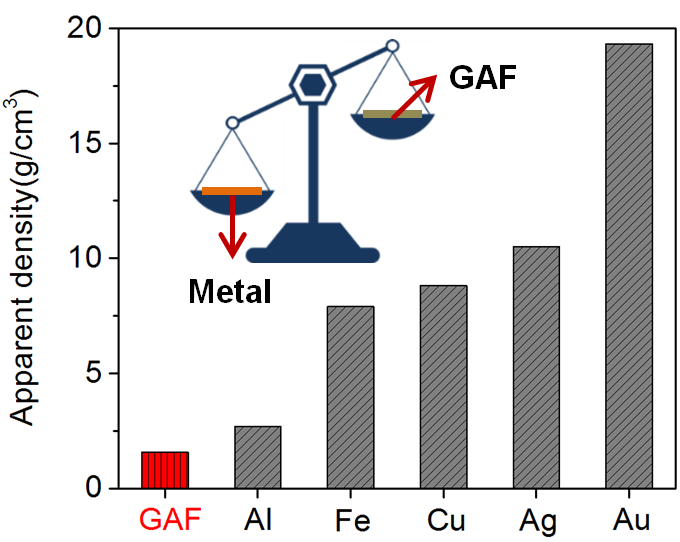 Apparent density(g/cm³)
20
15
10
5
0
GAF
Metal
GAF Al Fe Cu Ag Au